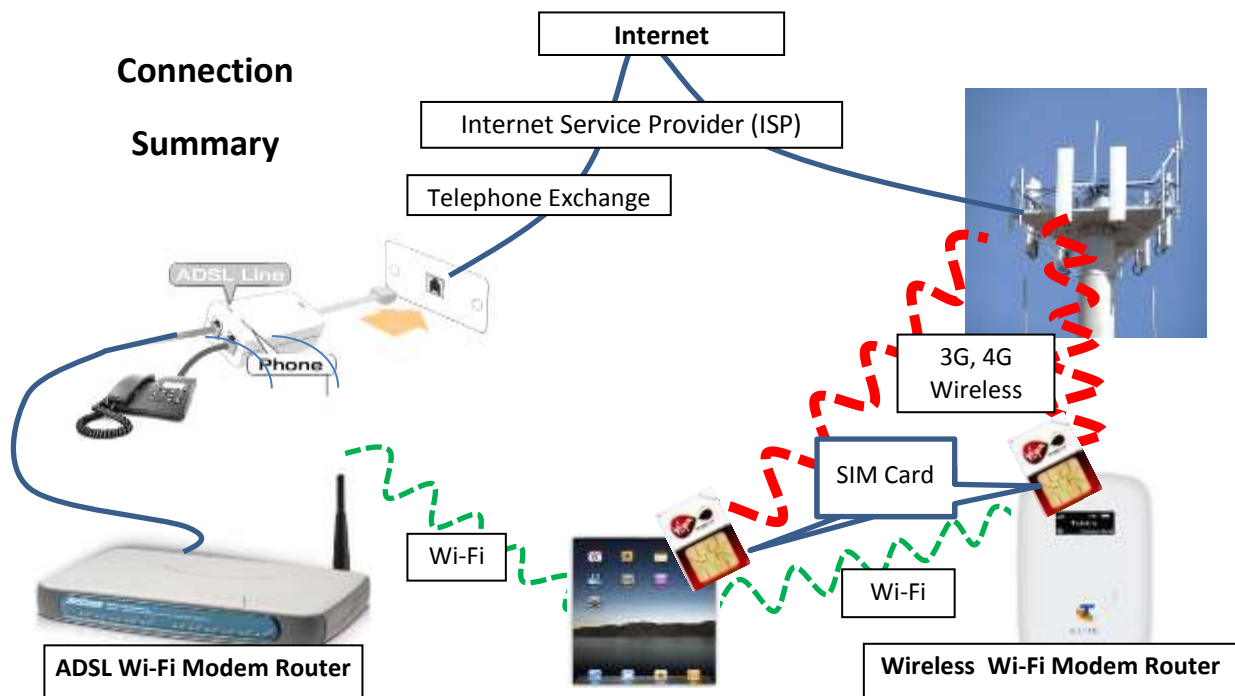 Connection
Summary
Internet
Internet Service Provider (ISP)
Telephone Exchange
ADSL Line
Phone
3G, 4G
Wireless
SIM Card
Wi-Fi
Wi-Fi
ADSL Wi-Fi Modem Router
Wireless Wi-Fi Modem Router